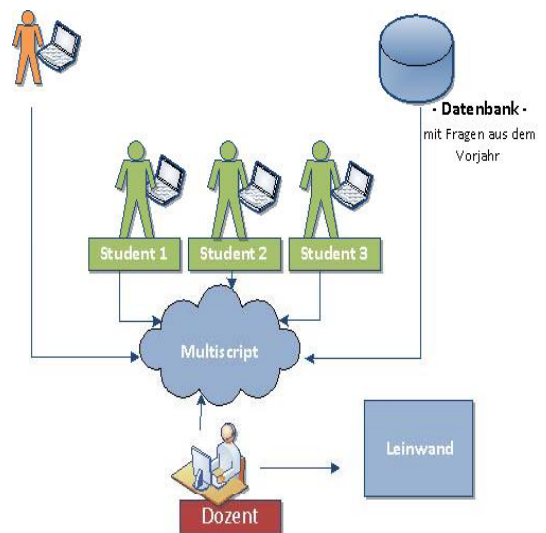 - Datenbank -
mit Fragen aus dem
Vorjahr
Student 1
Student 2
Student 3
Multiscript
Leinwand
Dozent